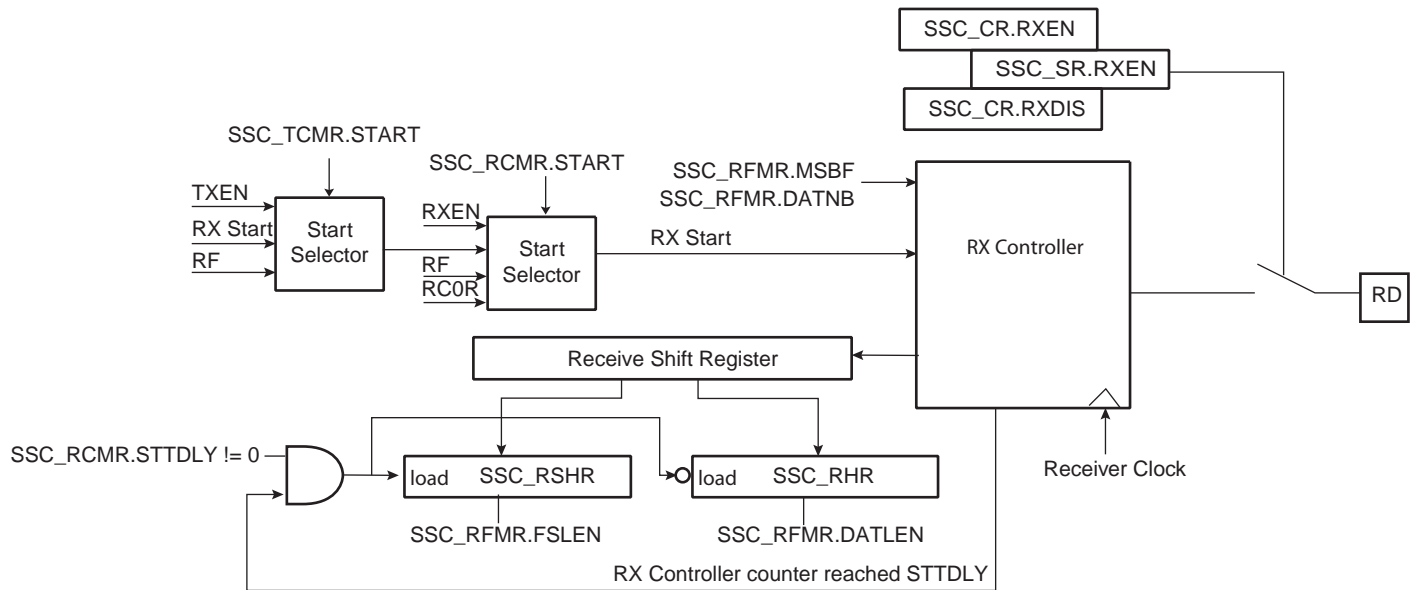 SSC_CR.RXEN
SSC_SR.RXEN
SSC_CR.RXDIS
SSC_TCMR.START
SSC_RCMR.START
SSC_RFMR.MSBF
SSC_RFMR.DATNB
TXEN
RX Start
RF
Start
Selector
RXEN
RF
RC0R
Start
Selector
RX Start
RX Controller
RD
Receive Shift Register
SSC_RCMR.STTDLY != 0
load
SSC_RSHR
load
SSC_RHR
Receiver Clock
SSC_RFMR.FSLEN
SSC_RFMR.DATLEN
RX Controller counter reached STTDLY